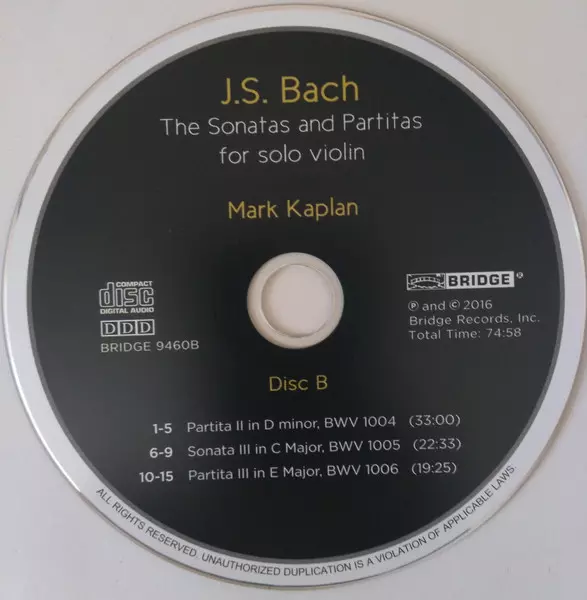 J.S. Bach
The Sonatas and Partitas
for solo violin
Mark Kaplan
COMPACT
disc
DIGITAL AUDIO
DDD
BRIDGE 9460B
BRIDGE®
℗ and © 2016
Bridge Records, Inc.
Total Time: 74:58
Disc B
1-5 Partita II in D minor, BWV 1004 (33:00)
6-9 Sonata III in C Major, BWV 1005 (22:33)
10-15 Partita III in E Major, BWV 1006 (19:25)
ALL RIGHTS RESERVED. UNAUTHORIZED DUPLICATION IS A VIOLATION OF APPLICABLE LAWS.